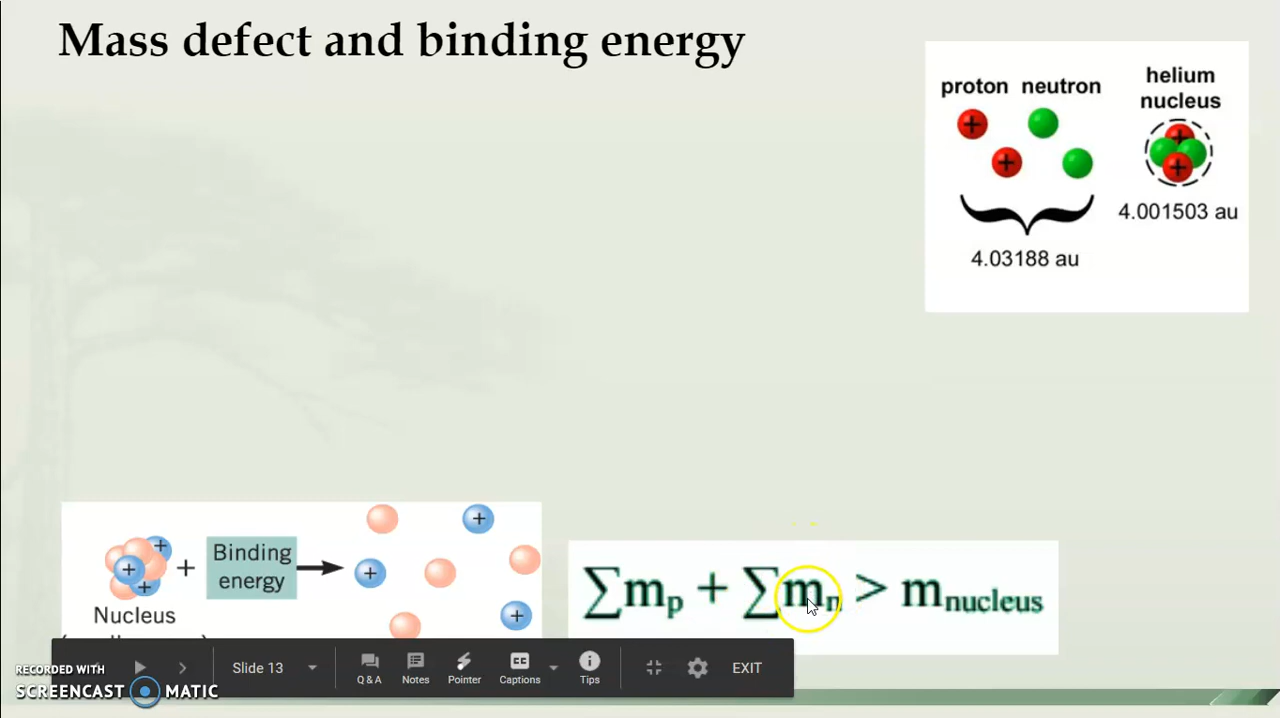 Mass defect and binding energy
proton neutron
helium
nucleus
+
+
+
+
4.001503 au
4.03188 au
+
+
+
+
Binding
energy
+
+
+
Nucleus
∑mp + ∑mn > mnucleus
RECORDED WITH
SCREENCAST MATIC
Slide 13
Q & A
Notes
Pointer
CC
Captions
Tips
EXIT